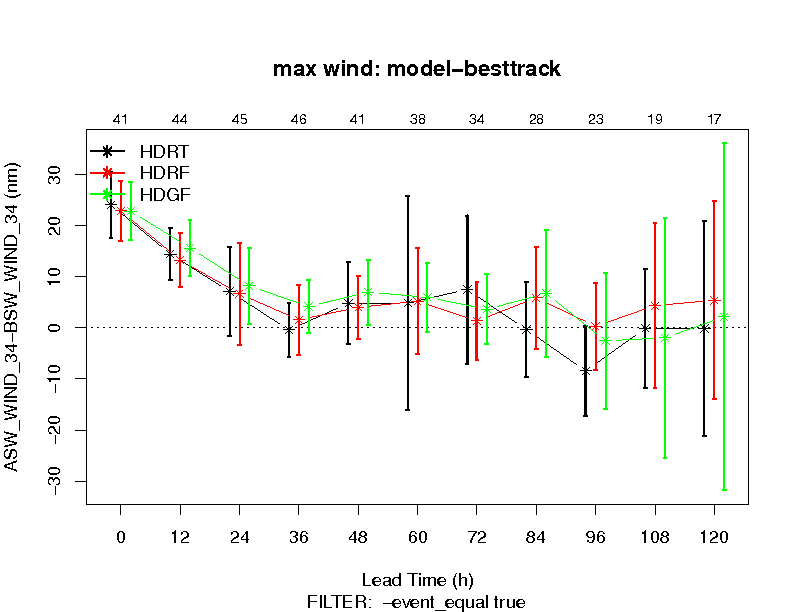 max wind: model-besttrack
41 44 45 46 41 38 34 28 23 19 17
HDRT
HDRF
HDGF
ASW_WIND_34-BSW_WIND_34 (nm)
30
20
10
0
-10
-20
-30
0 12 24 36 48 60 72 84 96 108 120
Lead Time (h)
FILTER: -event_equal true